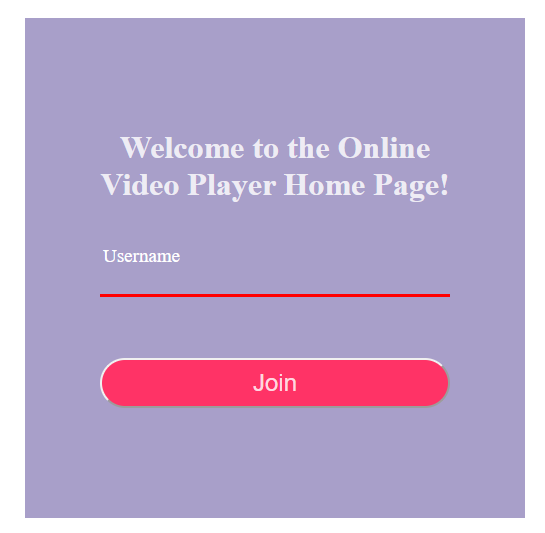 Welcome to the Online
Video Player Home Page!
Username
Join